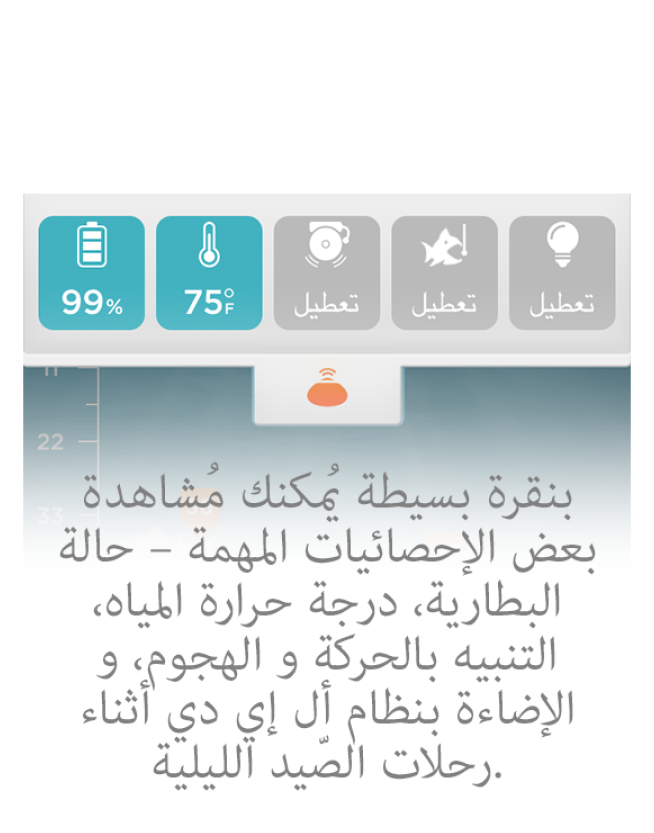 99%
75°F
تعطيل
تعطيل
تعطيل
22
33
بنقرة بسيطة يُمكنك مُشاهدة
بعض الإحصائيات المهمة – حالة
البطارية، درجة حرارة المياه،
التنبيه بالحركة و الهجوم، و
الإضاءة بنظام أل إي دي أثناء
رحلات الصّيد الليلية.